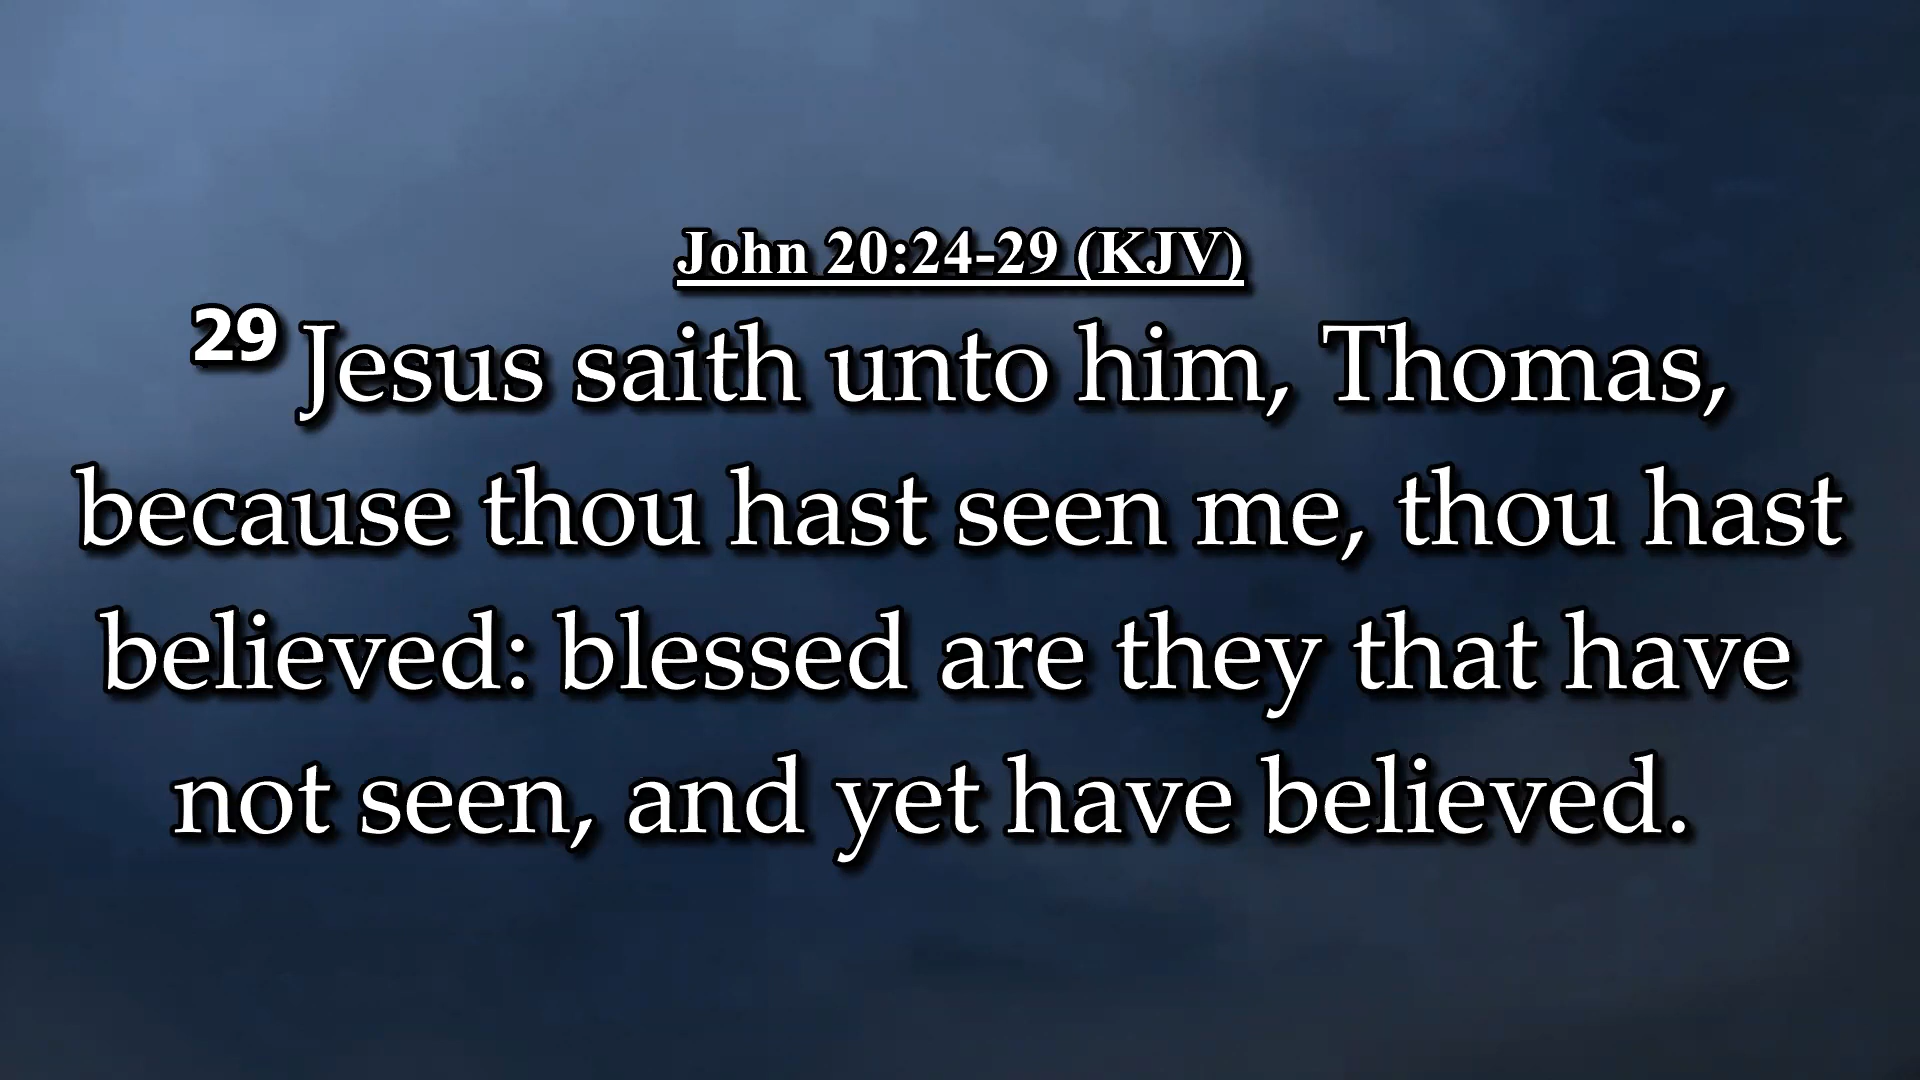 John 20:24-29 (KJV)
29 Jesus saith unto him, Thomas,
because thou hast seen me, thou hast
believed: blessed are they that have
not seen, and yet have believed.